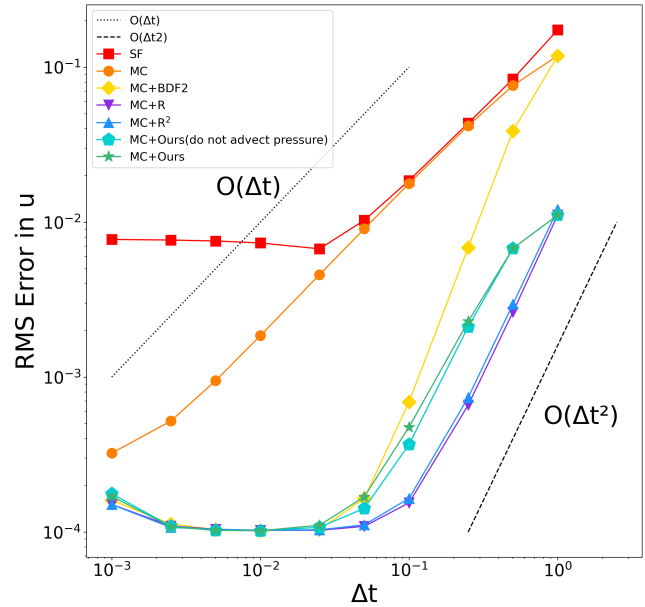 O(Δt)
O(Δt2)
SF
MC
MC+BDF2
MC+R
MC+R²
MC+Ours(do not advect pressure)
MC+Ours
O(Δt)
O(Δt²)
RMS Error in u
10⁻¹
10⁻²
10⁻³
10⁻⁴
10⁻³
10⁻²
10⁻¹
10⁰
Δt